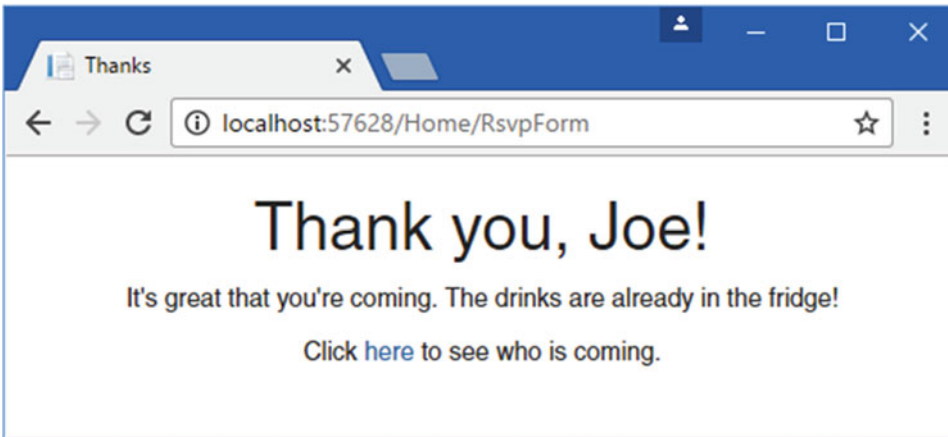 Thanks
localhost:57628/Home/RsvpForm
Thank you, Joe!
It's great that you're coming. The drinks are already in the fridge!
Click here to see who is coming.